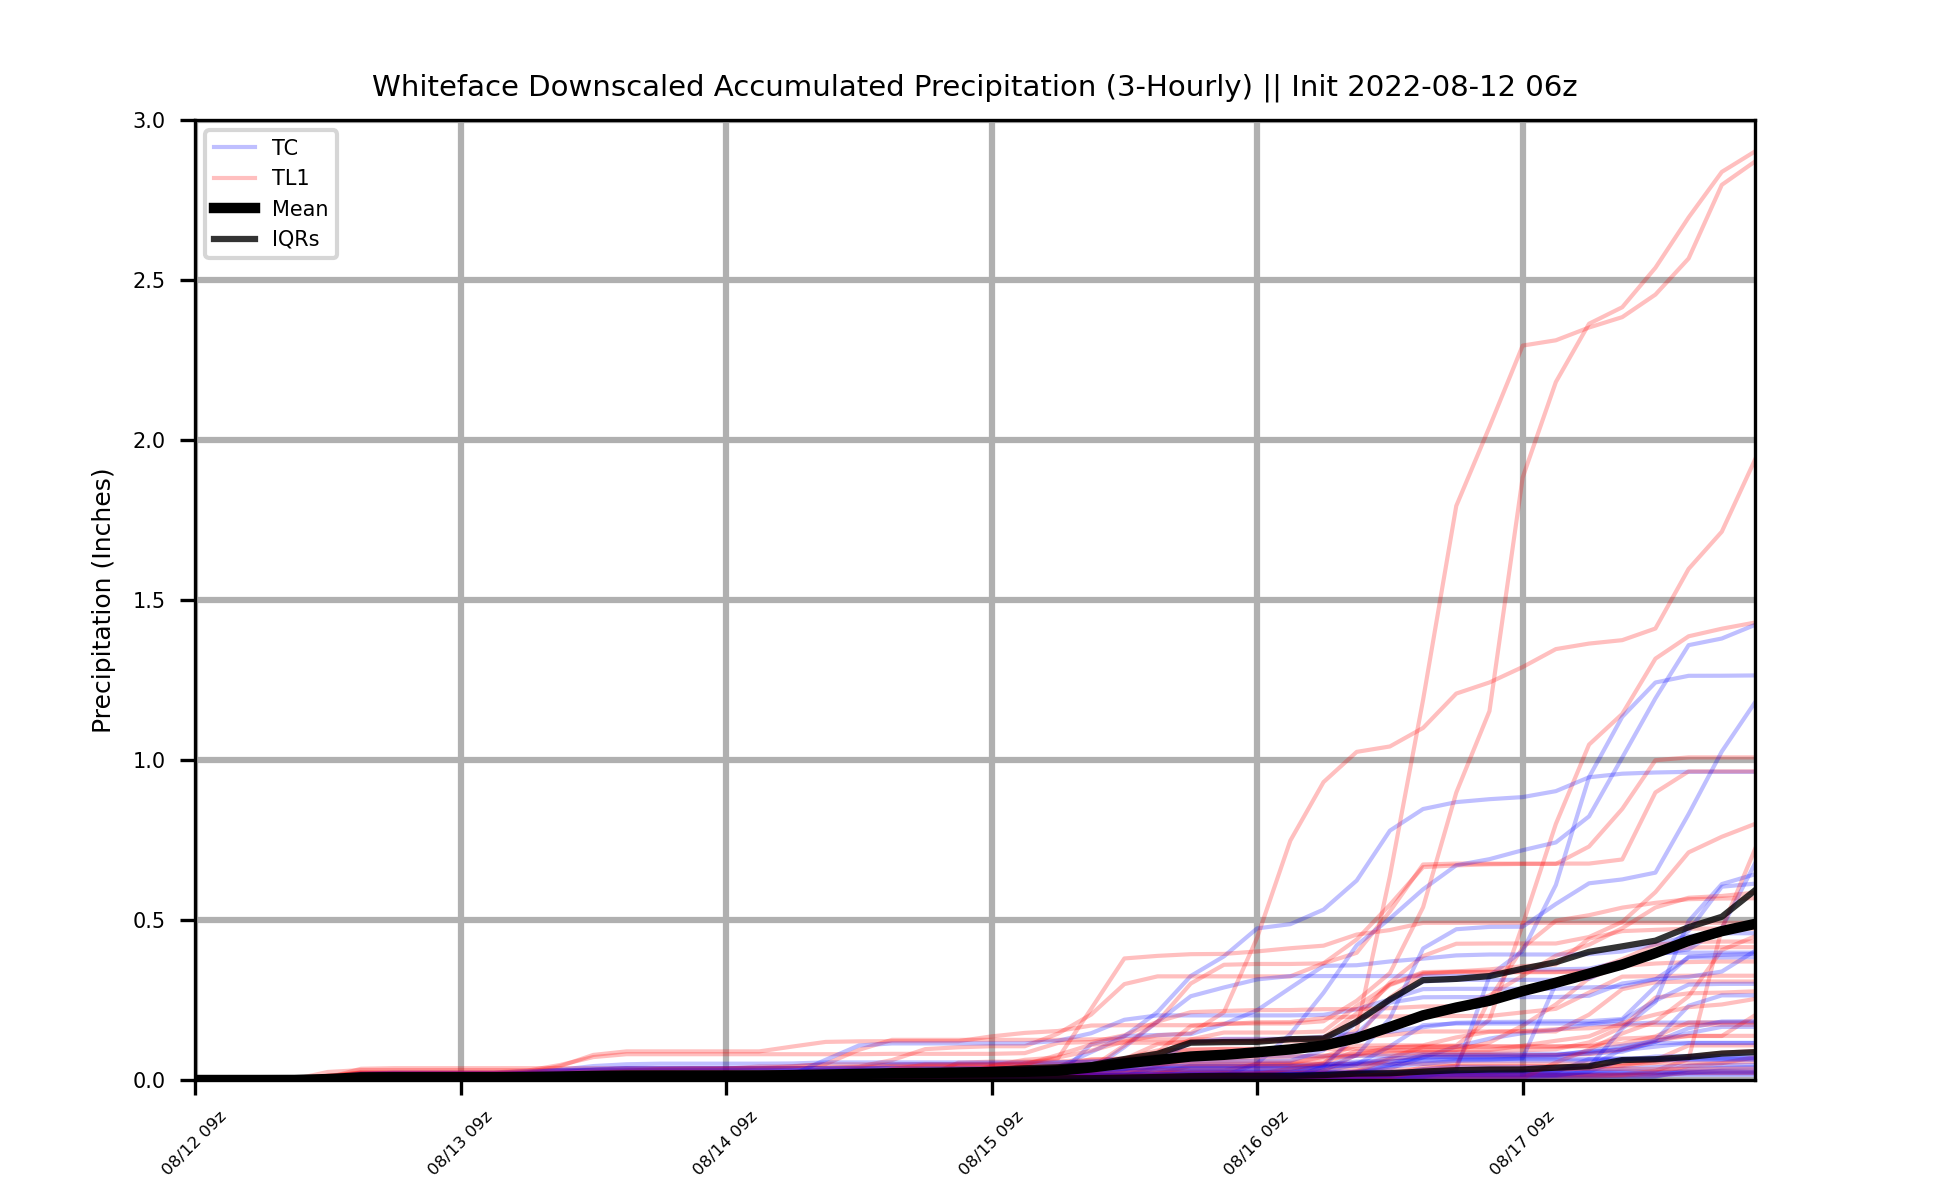 Whiteface Downscaled Accumulated Precipitation (3-Hourly) || Init 2022-08-12 06z
3.0
2.5
2.0
1.5
1.0
0.5
0.0
Precipitation (Inches)
TC
TL1
Mean
IQRs
08/12 09z
08/13 09z
08/14 09z
08/15 09z
08/16 09z
08/17 09z